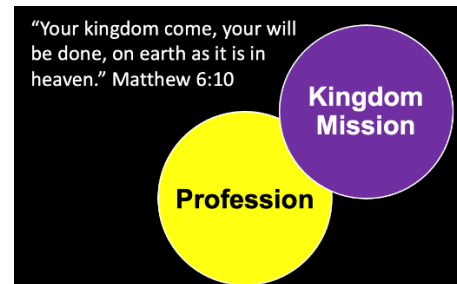 “Your kingdom come, your will
be done, on earth as it is in
heaven.” Matthew 6:10
Kingdom
Mission
Profession